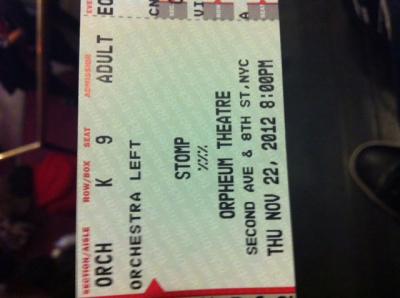 SECTION/AISLE ROW/BOX SEAT ADMISSION
ORCH K 9 ADULT
ORCHESTRA LEFT
STOMP
%%%
ORPHEUM THEATRE
SECOND AVE & 8TH ST,NYC
THU NOV 22, 2012 8:00PM